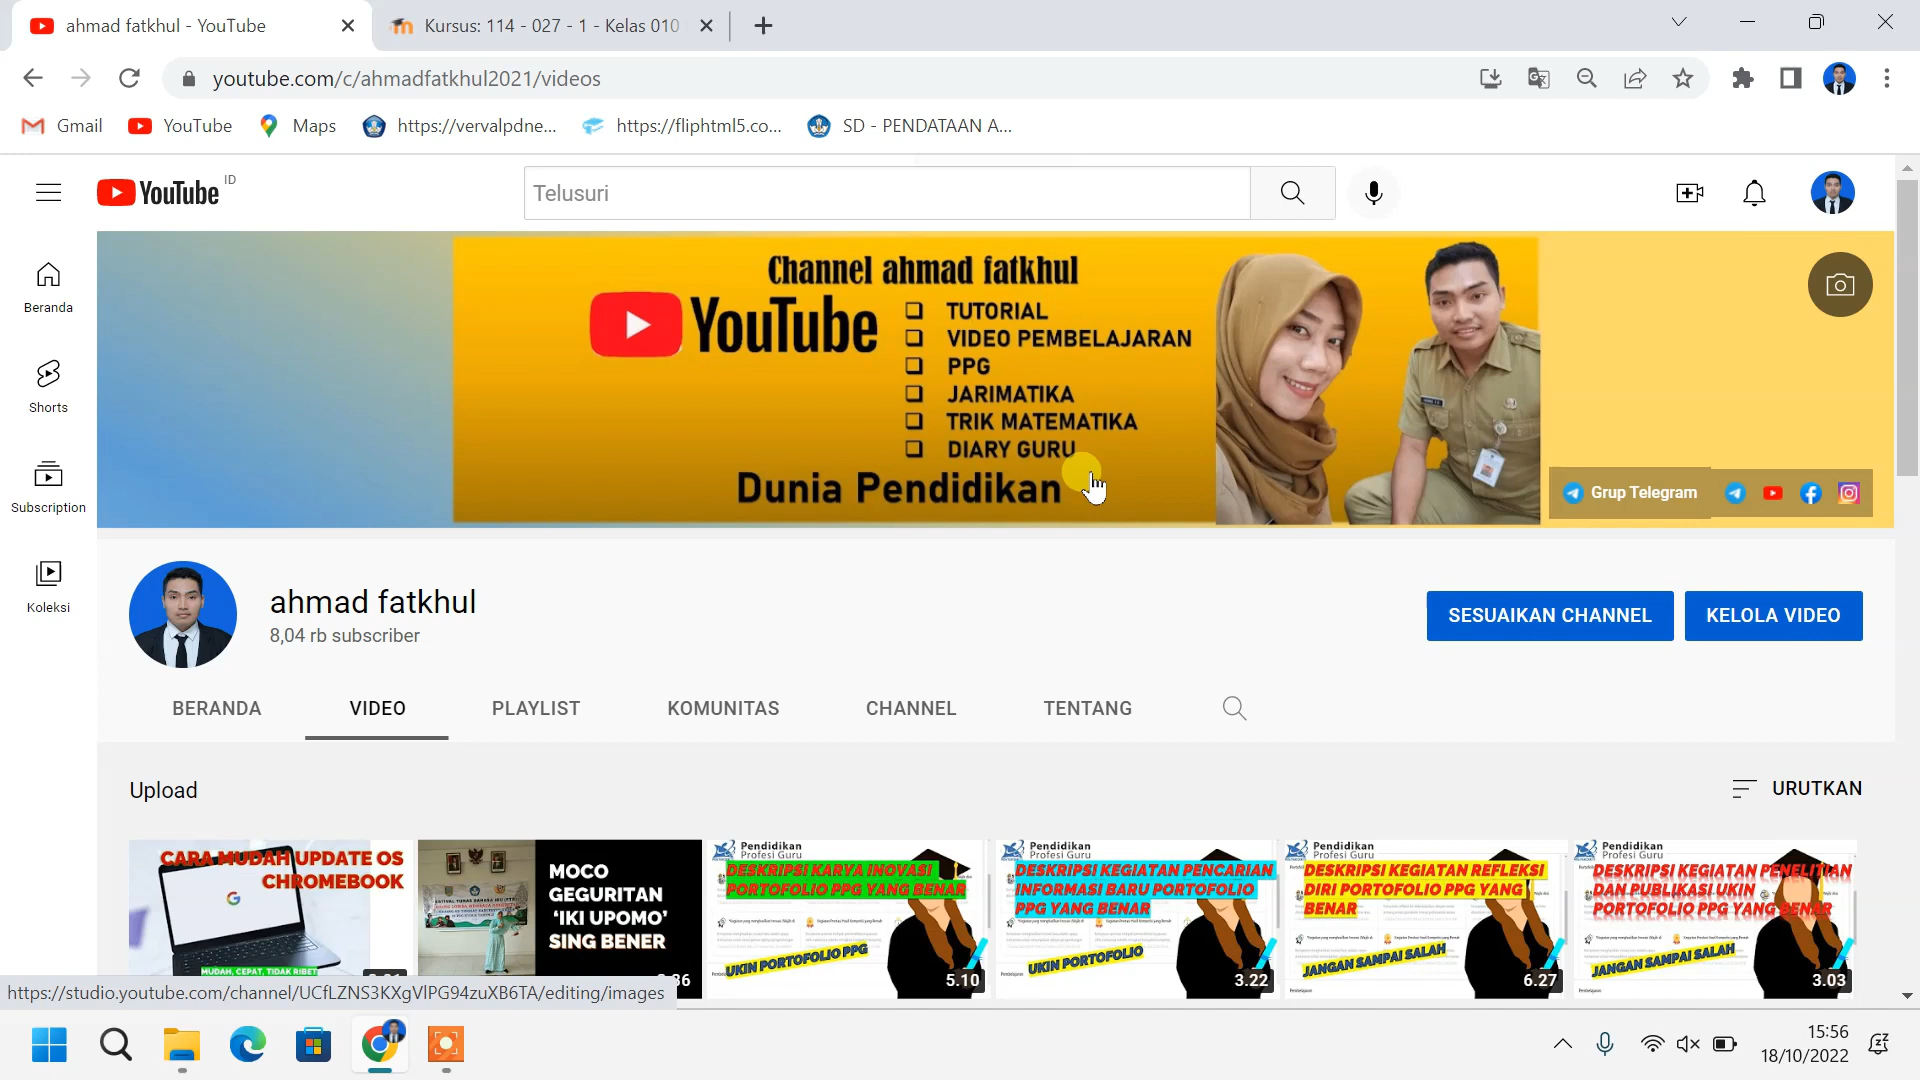 ahmad fatkhul - YouTube
Kursus: 114 - 027 - 1 - Kelas 010
youtube.com/c/ahmadfatkhul2021/videos
Gmail
YouTube
Maps
https://vervalpdne...
https://fliphtml5.co...
SD - PENDATAAN A...
YouTube ID
Telusuri
Beranda
Shorts
Subscription
Koleksi
Channel ahmad fatkhul
YouTube
TUTORIAL
VIDEO PEMBELAJARAN
PPG
JARIMATIKA
TRIK MATEMATIKA
DIARY GURU
Dunia Pendidikan
Grup Telegram
ahmad fatkhul
8,04 rb subscriber
SESUAIKAN CHANNEL
KELOLA VIDEO
BERANDA
VIDEO
PLAYLIST
KOMUNITAS
CHANNEL
TENTANG
Upload
URUTKAN
CARA MUDAH UPDATE OS
CHROMEBOOK
MUDAH, CEPAT, TIDAK RIBET
MOCO
GEGURITAN
‘IKI UPOMO’
SING BENER
Pendidikan
Profesi Guru
DESKRIPSI KARYA INOVASI
PORTOFOLIO PPG YANG BENAR
UKIN PORTOFOLIO PPG
5.10
Pendidikan
Profesi Guru
DESKRIPSI KEGIATAN PENCARIAN
INFORMASI BARU PORTOFOLIO
PPG YANG BENAR
UKIN PORTOFOLIO
3.22
Pendidikan
Profesi Guru
DESKRIPSI KEGIATAN REFLEKSI
DIRI PORTOFOLIO PPG YANG
BENAR
JANGAN SAMPAI SALAH
6.27
Pendidikan
Profesi Guru
DESKRIPSI KEGIATAN PENELITIAN
DAN PUBLIKASI UKIN
PORTOFOLIO PPG YANG BENAR
JANGAN SAMPAI SALAH
3.03
https://studio.youtube.com/channel/UCfLZNS3KXgVlPG94zuXB6TA/editing/images
15:56
18/10/2022